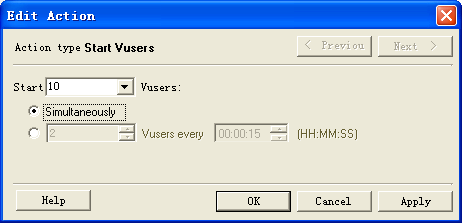 Edit Action
Action type Start Vusers
< Previou Next >
Start 10 Vusers:
Simultaneously
2 Vusers every 00:00:15 (HH:MM:SS)
Help OK Cancel Apply